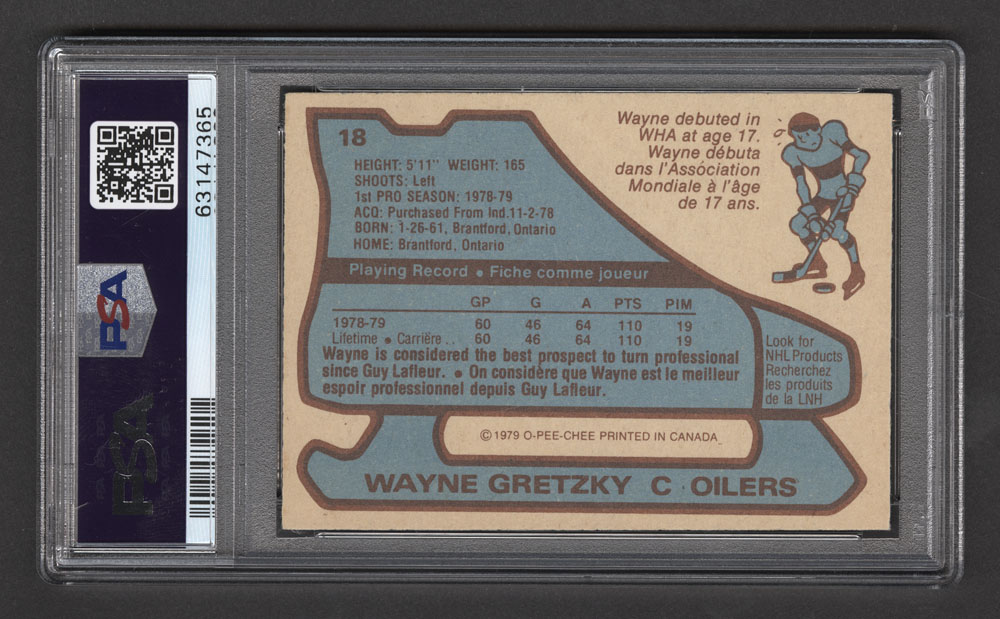 63147365
PSA
PSA
18
HEIGHT: 5'11" WEIGHT: 165
SHOOTS: Left
1st PRO SEASON: 1978-79
ACQ: Purchased From Ind.11-2-78
BORN: 1-26-61, Brantford, Ontario
HOME: Brantford, Ontario
Wayne debuted in
WHA at age 17.
Wayne débuta
dans l'Assóciation
Mondiale à l'âge
de 17 ans.
Playing Record • Fiche comme joueur
GP G A PTS PIM
1978-79 60 46 64 110 19
Lifetime • Carrière .. 60 46 64 110 19
Wayne is considered the best prospect to turn professional
since Guy Lafleur. • On considère que Wayne est le meilleur
espoir professionnel depuis Guy Lafleur.
Look for
NHL Products
Recherchez
les produits
de la LNH
© 1979 O-PEE-CHEE PRINTED IN CANADA
WAYNE GRETZKY C · OILERS